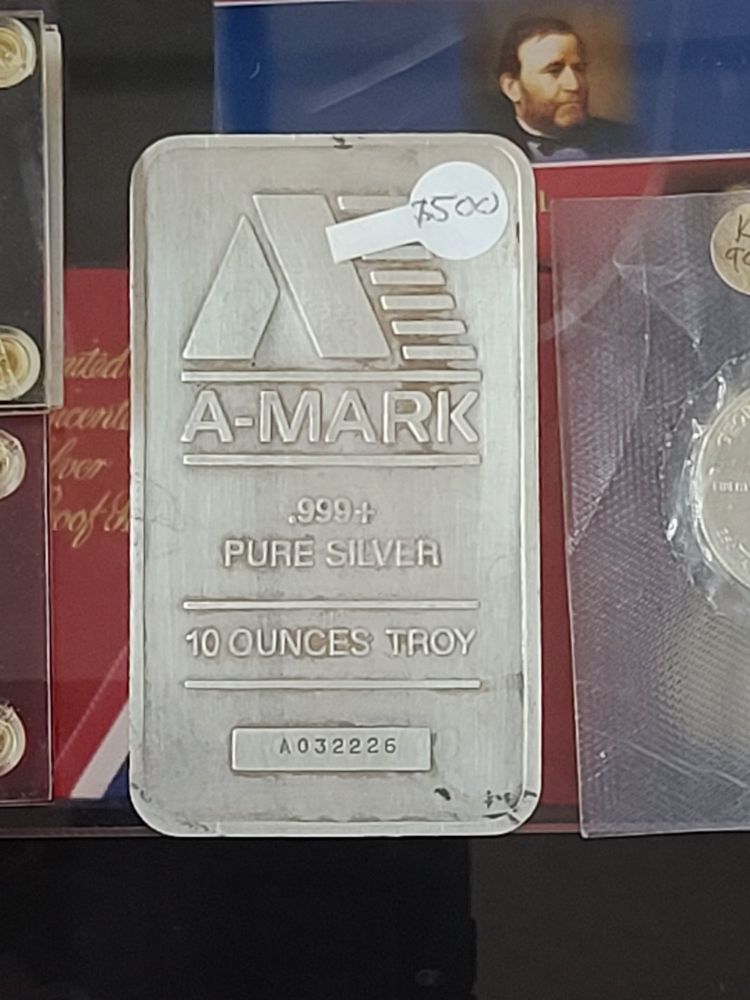 $500
A-MARK
.999+
PURE SILVER
10 OUNCES TROY
A032226